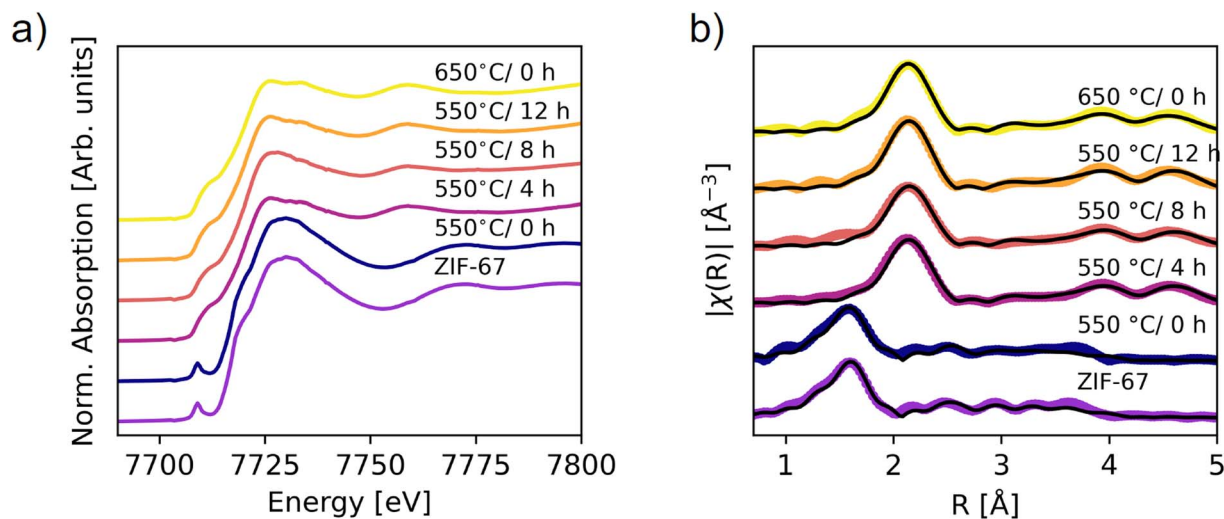 a)
Norm. Absorption [Arb. units]
650°C/ 0 h
550°C/ 12 h
550°C/ 8 h
550°C/ 4 h
550°C/ 0 h
ZIF-67
7700 7725 7750 7775 7800
Energy [eV]
b)
|χ(R)| [Å⁻³]
650 °C/ 0 h
550 °C/ 12 h
550 °C/ 8 h
550 °C/ 4 h
550 °C/ 0 h
ZIF-67
1 2 3 4 5
R [Å]